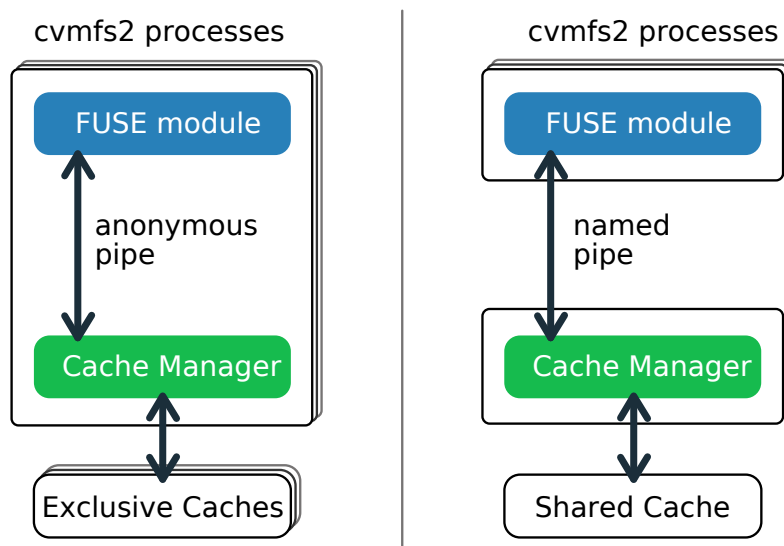 cvmfs2 processes
FUSE module
anonymous
pipe
Cache Manager
Exclusive Caches
cvmfs2 processes
FUSE module
named
pipe
Cache Manager
Shared Cache